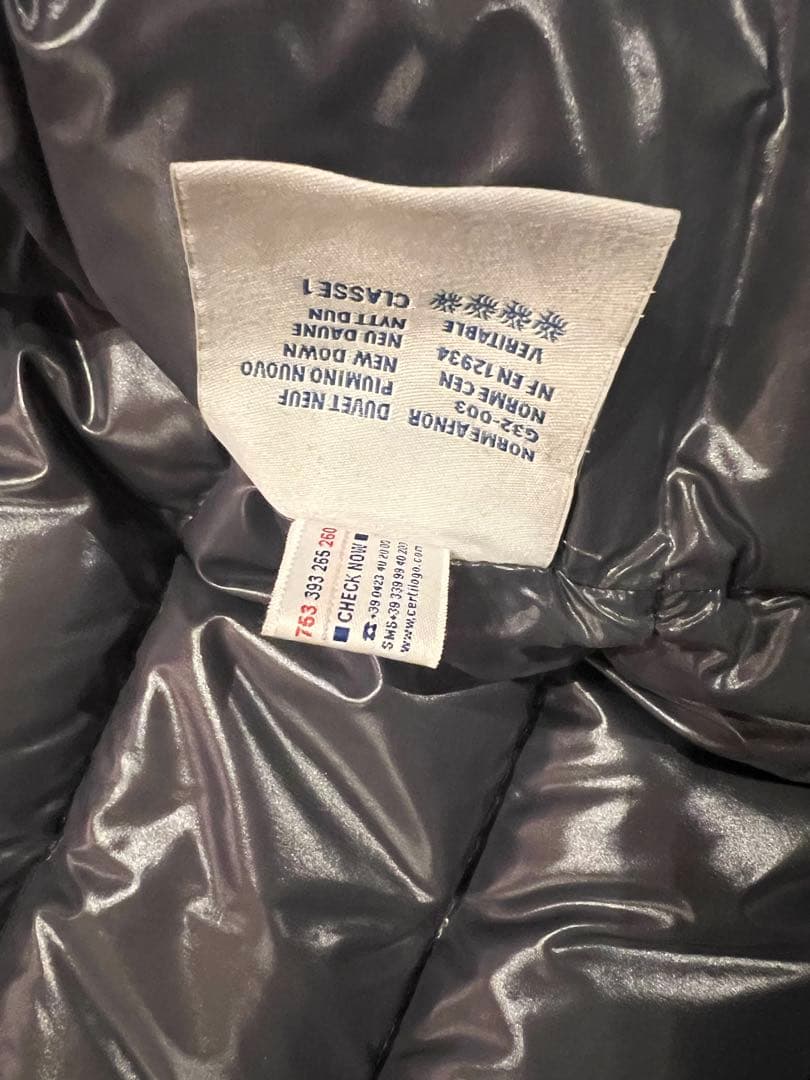 NORME AFNOR
G32-003
NORME CEN
NF EN 12934
VERITABLE
DUVET NEUF
PIUMINO NUOVO
NEW DOWN
NEU DAUNE
NYTT DUN
CLASSE 1
753 393 265 260
CHECK NOW
+39 0423 40 20 00
SMS+39 339 99 40 201
www.certilogo.com